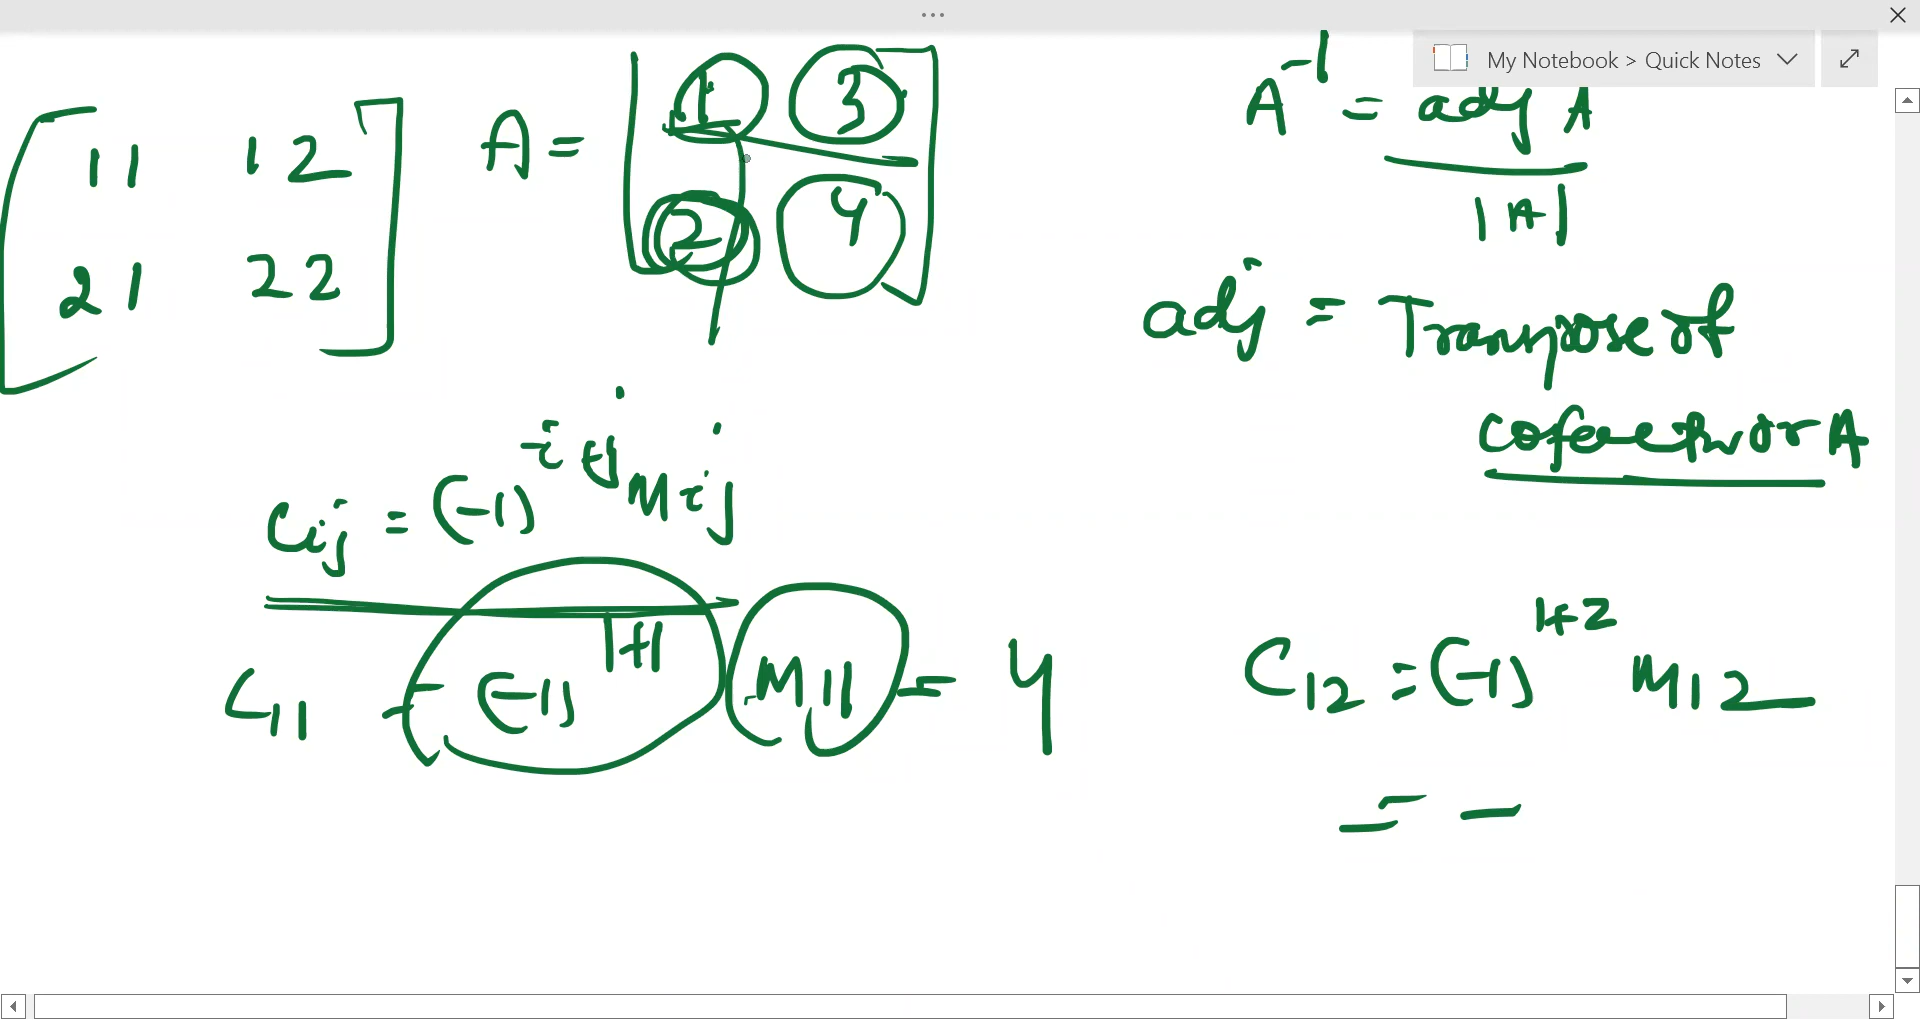 My Notebook > Quick Notes
11 12
21 22
A =
1 3
2 4
A^-1 = adj A
|A|
adj = Transpose of
A
Cij = (-1)^i+j Mij
C11 = (-1)^1+1 M11 = 4
C12 = (-1)^1+2 M12
= -